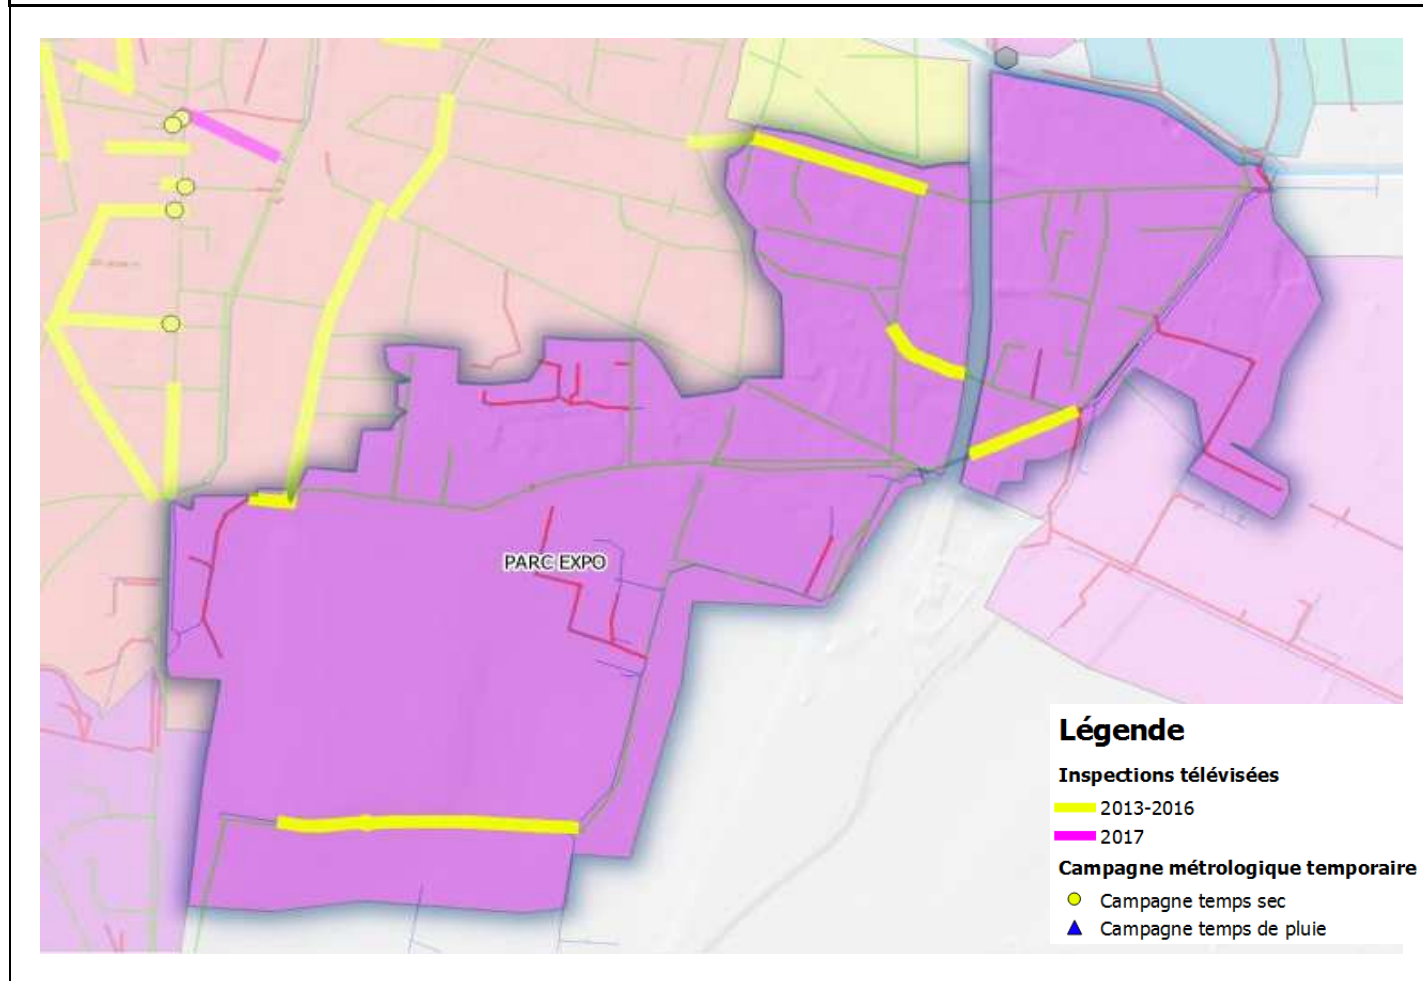 PARC EXPO
Légende
Inspections télévisées
2013-2016
2017
Campagne métrologique temporaire
Campagne temps sec
Campagne temps de pluie